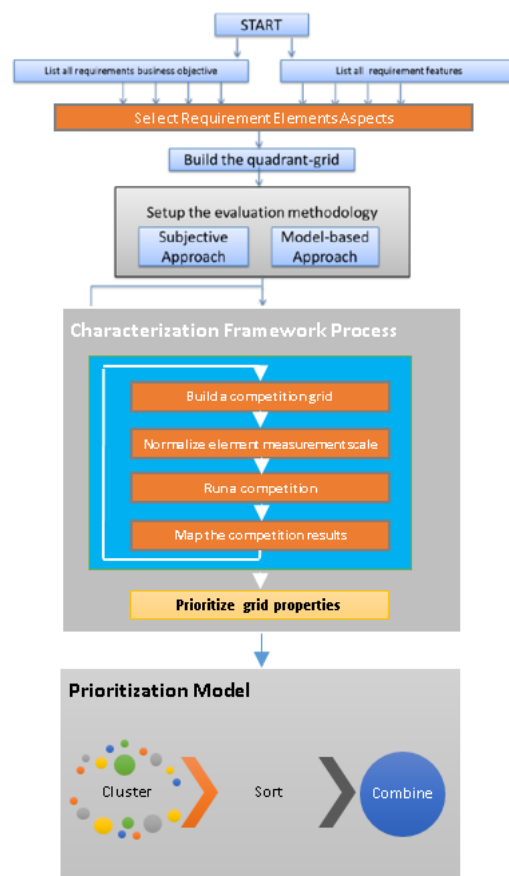 START
List all requirements business objective
List all requirement features
Select Requirement Elements Aspects
Build the quadrant-grid
Setup the evaluation methodology
Subjective
Approach
Model-based
Approach
Characterization Framework Process
Build a competition grid
Normalize element measurement scale
Run a competition
Map the competition results
Prioritize grid properties
Prioritization Model
Cluster
Sort
Combine